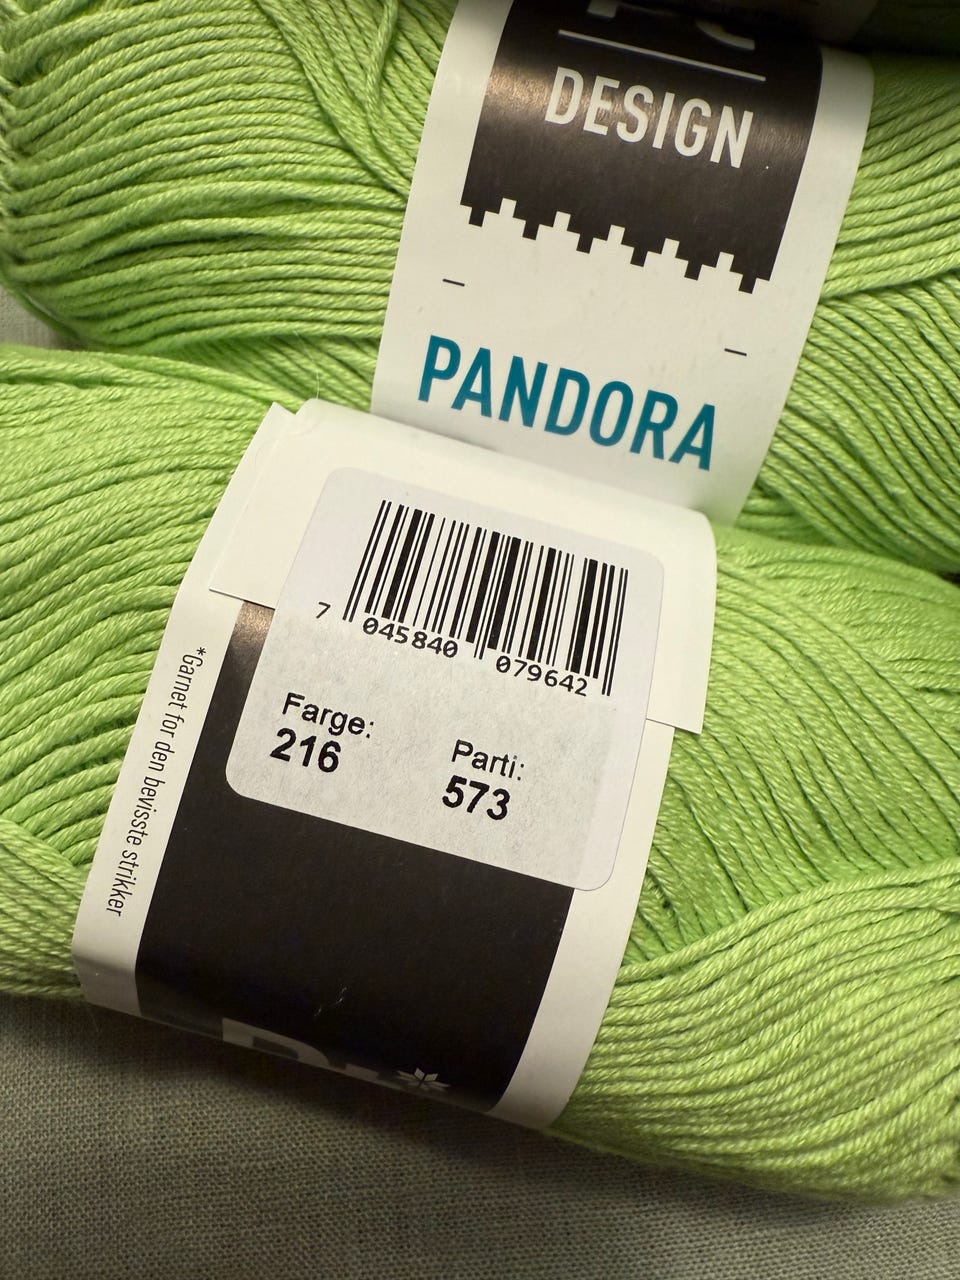 DESIGN
PANDORA
7 045840 079642
Farge:
216
Parti:
573
*Garnet for den bevisste strikker